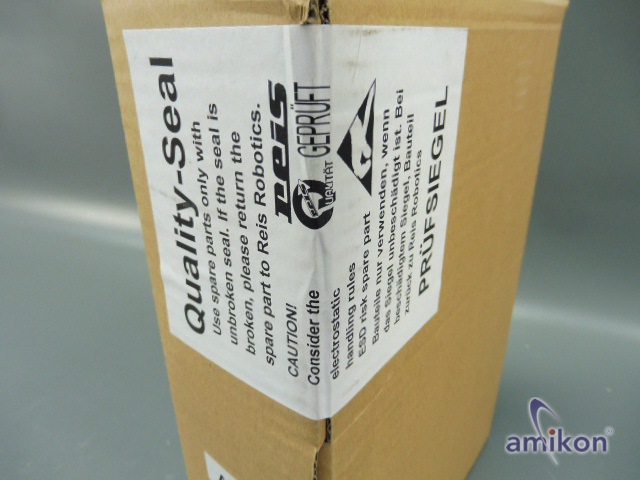 Quality-Seal
Use spare parts only with
unbroken seal. If the seal is
broken, please return the
spare part to Reis Robotics.
CAUTION!
Consider the
electrostatic
handling rules
ESD risk spare part
reis
QUALITÄT GEPRÜFT
Bauteile nur verwenden, wenn
das Siegel unbeschädigt ist. Bei
beschädigtem Siegel, Bauteil
zurück zu Reis Robotics
PRÜFSIEGEL
amikon